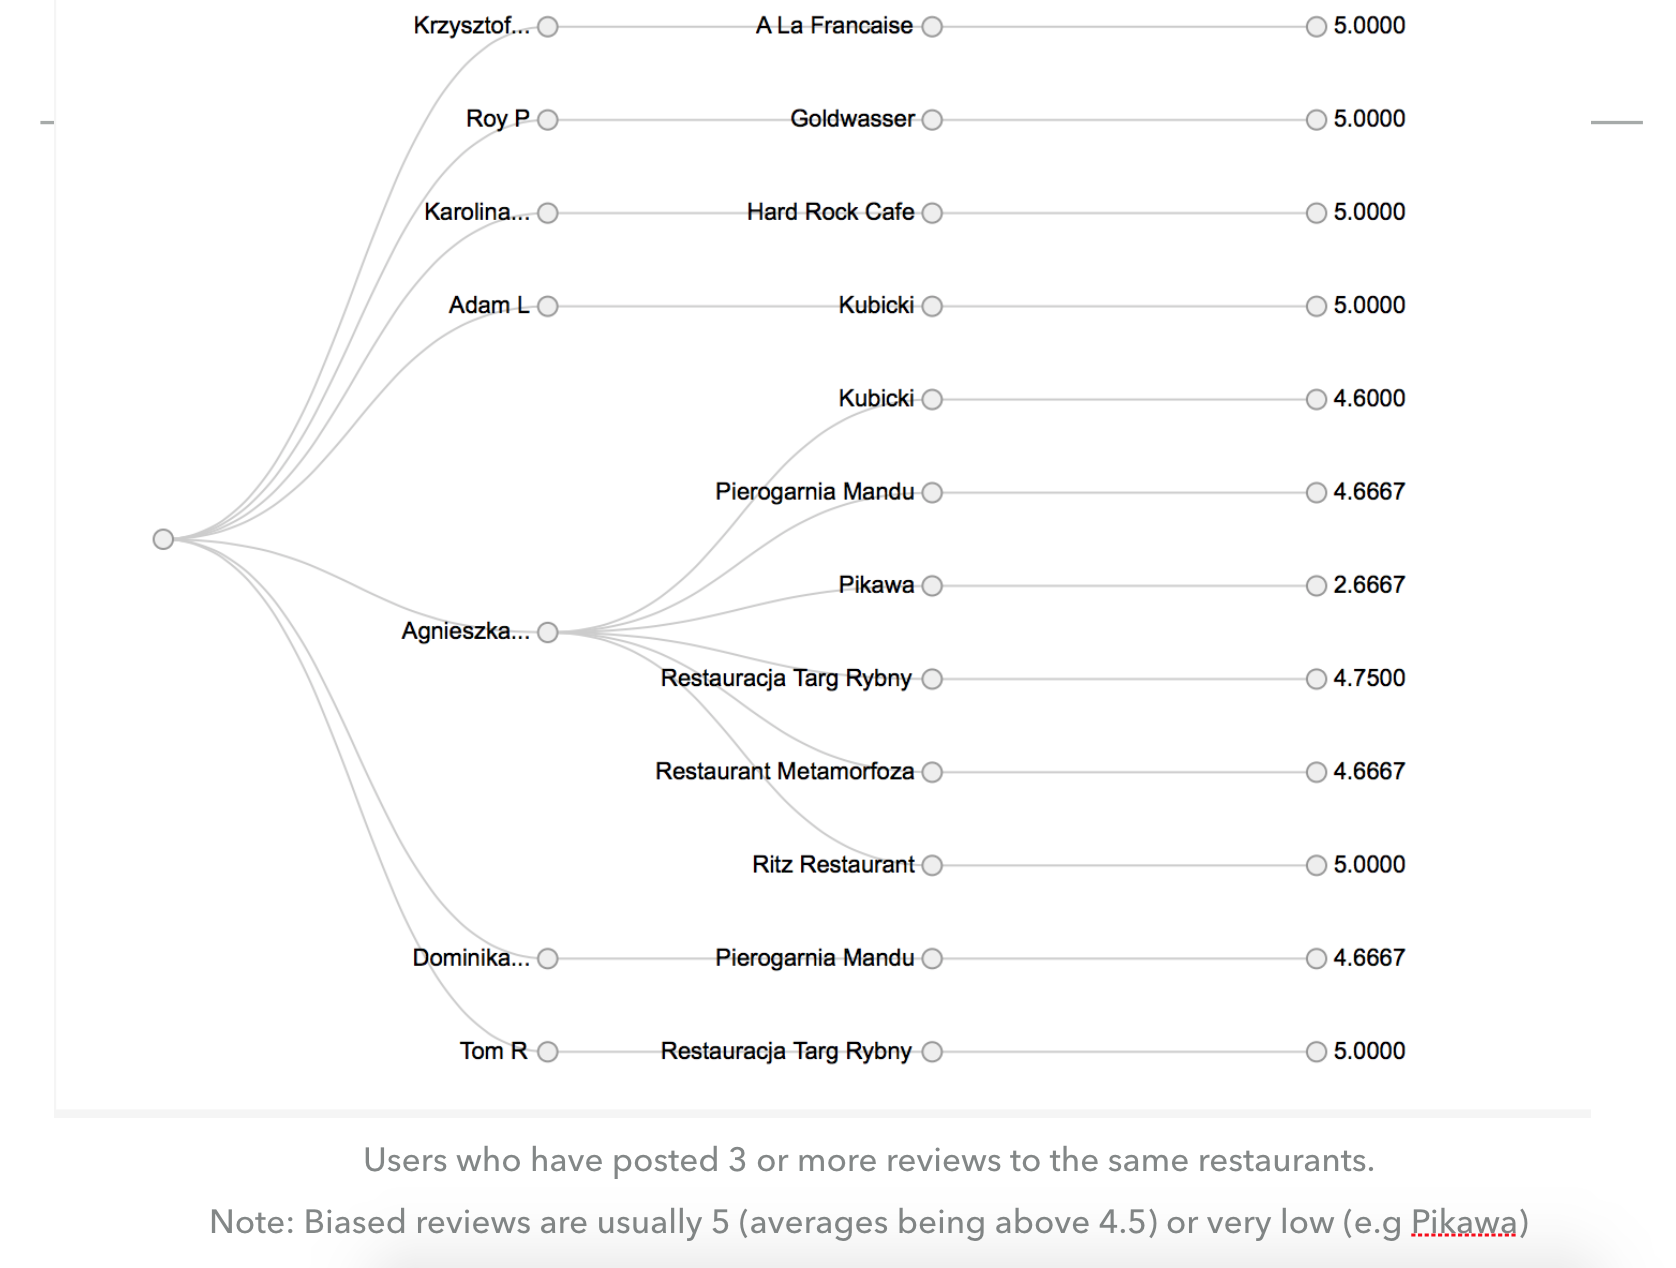 Krzysztof... A La Francaise 5.0000
Roy P Goldwasser 5.0000
Karolina... Hard Rock Cafe 5.0000
Adam L Kubicki 5.0000
Kubicki 4.6000
Pierogarnia Mandu 4.6667
Pikawa 2.6667
Agnieszka...
Restauracja Targ Rybny 4.7500
Restaurant Metamorfoza 4.6667
Ritz Restaurant 5.0000
Dominika... Pierogarnia Mandu 4.6667
Tom R Restauracja Targ Rybny 5.0000
Users who have posted 3 or more reviews to the same restaurants.
Note: Biased reviews are usually 5 (averages being above 4.5) or very low (e.g Pikawa)